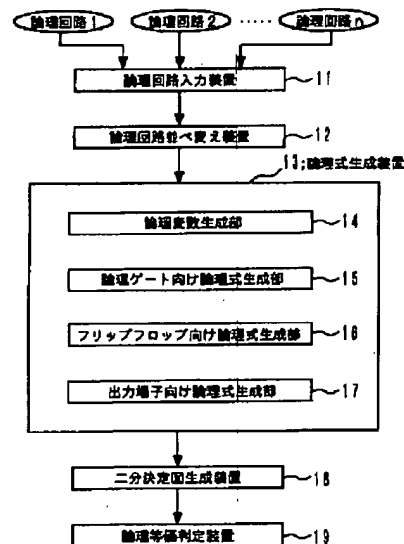 論理回路1 論理回路2 ····· 論理回路n
論理回路入力装置 11
論理回路並べ変え装置 12
13;論理式生成装置
論理変数生成部 14
論理ゲート向け論理式生成部 15
フリップフロップ向け論理式生成部 16
出力端子向け論理式生成部 17
二分決定図生成装置 18
論理等価判定装置 19